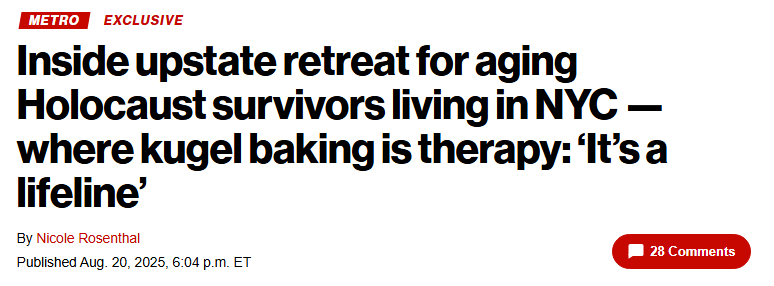 METRO EXCLUSIVE
Inside upstate retreat for aging
Holocaust survivors living in NYC —
where kugel baking is therapy: ‘It’s a
lifeline’
By Nicole Rosenthal
Published Aug. 20, 2025, 6:04 p.m. ET
28 Comments